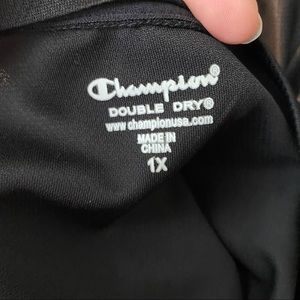 Champion®
DOUBLE DRY®
www.championusa.com
MADE IN
CHINA
1X